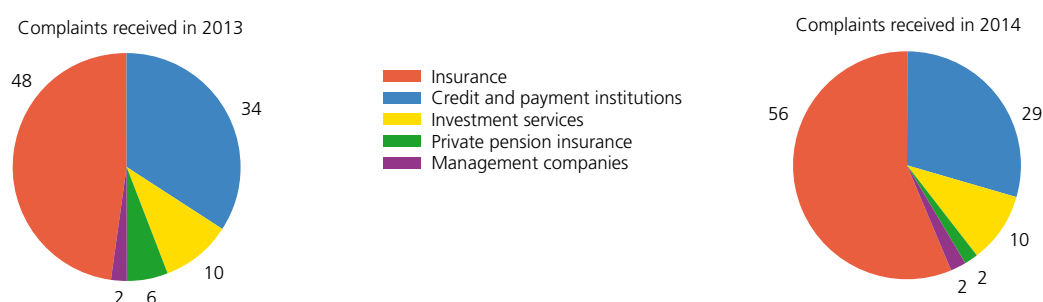 Complaints received in 2013
48
34
10
6
2
Insurance
Credit and payment institutions
Investment services
Private pension insurance
Management companies
Complaints received in 2014
56
29
10
2
2